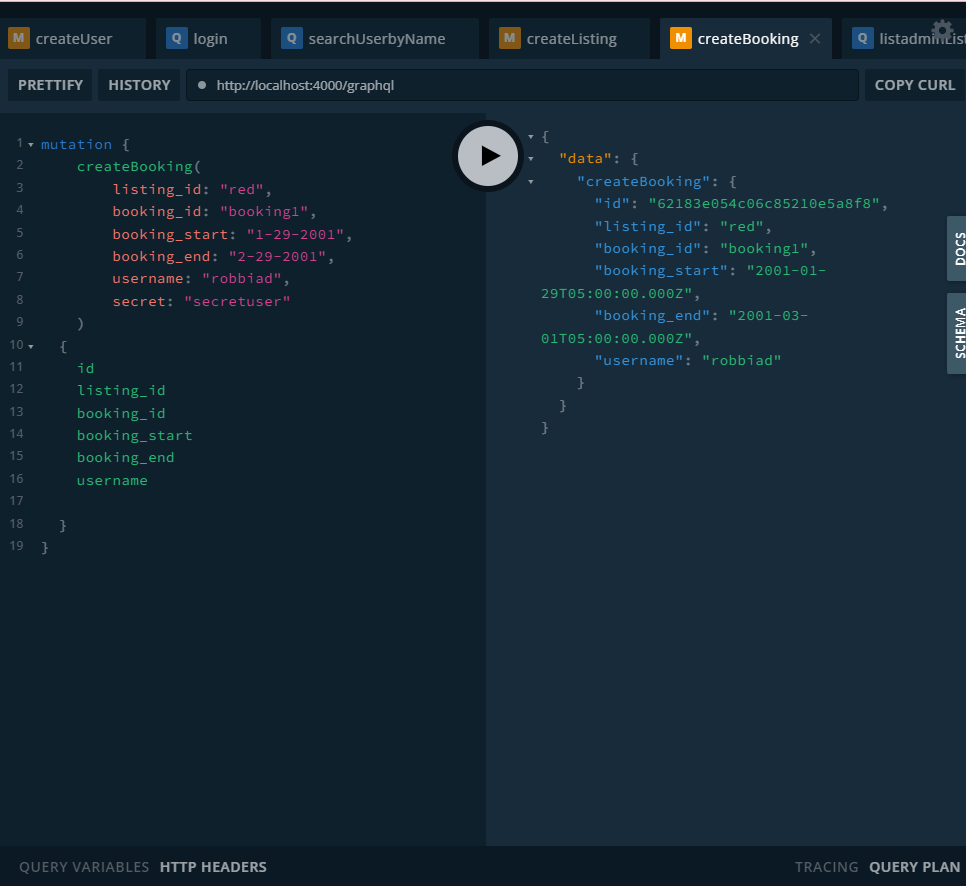 M createUser Q login Q searchUserbyName M createListing M createBooking Q listadminList
PRETTIFY HISTORY http://localhost:4000/graphql COPY CURL
1 mutation {
2 createBooking(
3 listing_id: "red",
4 booking_id: "booking1",
5 booking_start: "1-29-2001",
6 booking_end: "2-29-2001",
7 username: "robbiad",
8 secret: "secretuser"
9 )
10 {
11 id
12 listing_id
13 booking_id
14 booking_start
15 booking_end
16 username
17
18 }
19 }
{
"data": {
"createBooking": {
"id": "62183e054c06c85210e5a8f8",
"listing_id": "red",
"booking_id": "booking1",
"booking_start": "2001-01-
29T05:00:00.000Z",
"booking_end": "2001-03-
01T05:00:00.000Z",
"username": "robbiad"
}
}
}
DOCS
SCHEMA
QUERY VARIABLES HTTP HEADERS TRACING QUERY PLAN